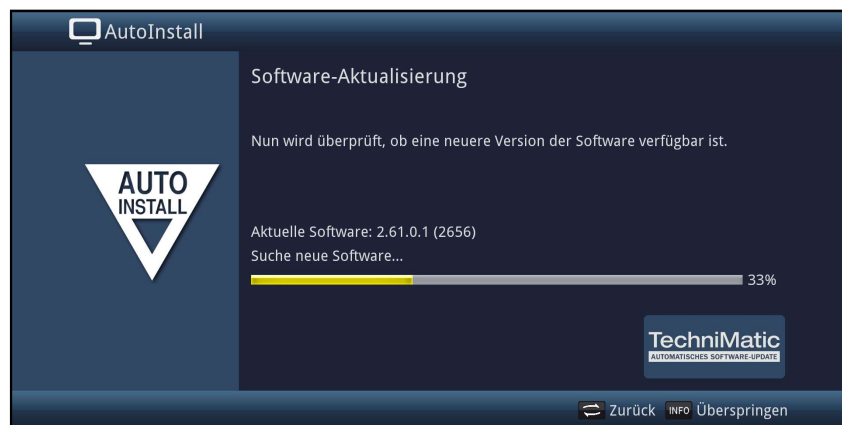 AutoInstall
Software-Aktualisierung
Nun wird überprüft, ob eine neuere Version der Software verfügbar ist.
AUTO
INSTALL
Aktuelle Software: 2.61.0.1 (2656)
Suche neue Software...
33%
TechniMatic
AUTOMATISCHES SOFTWARE-UPDATE
Zurück INFO Überspringen